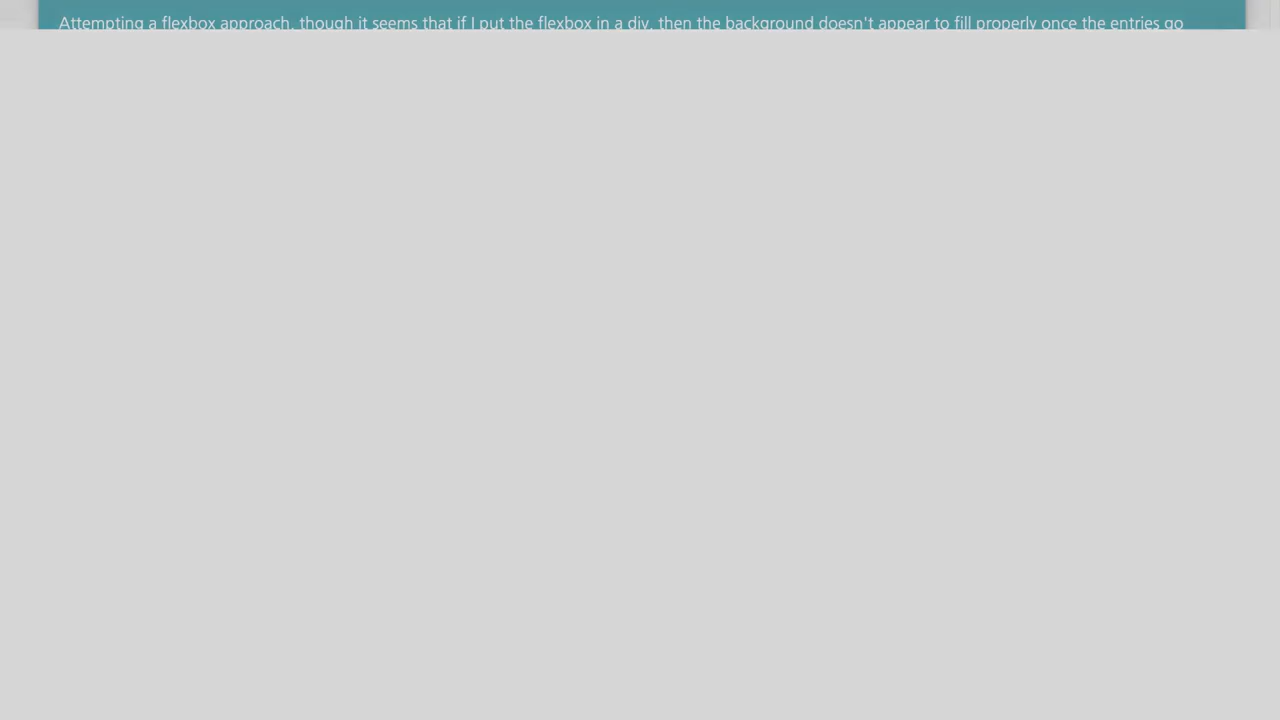 Attempting a flexbox approach, though it seems that if I put the flexbox in a div, then the background doesn't appear to fill properly once the entries go